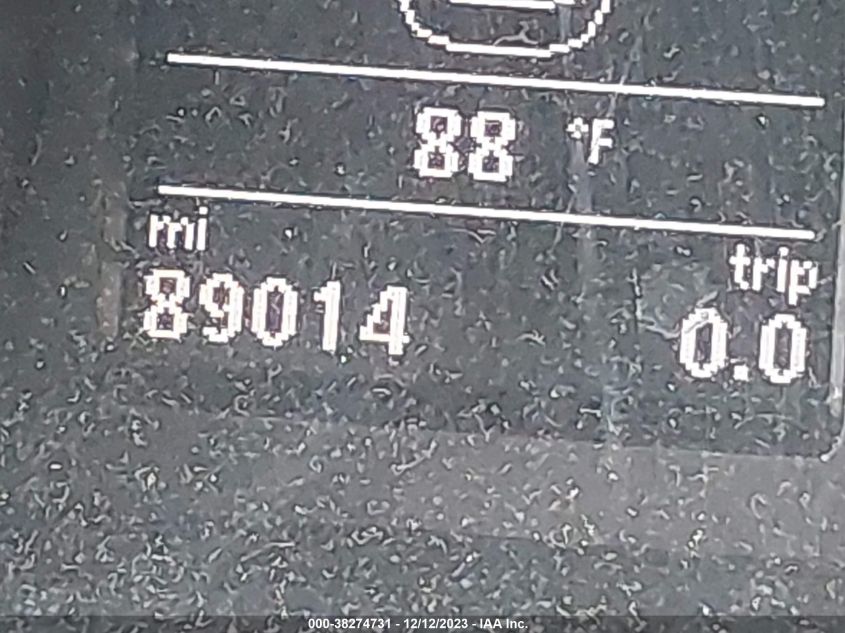 88 °F
mi
trip
89014
0.0
000-38274731 - 12/12/2023 - IAA Inc.